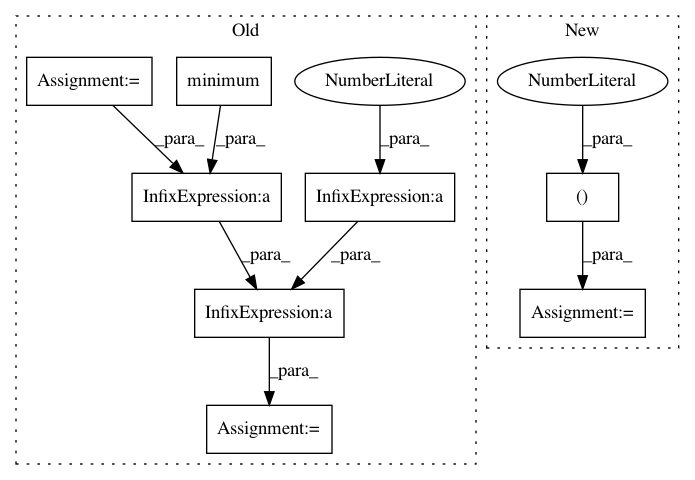 Old
New
Assignment:=
minimum
NumberLiteral
NumberLiteral
_para_
_para_
_para_
_para_
InfixExpression:a
InfixExpression:a
()
_para_
_para_
_para_
InfixExpression:a
Assignment:=
_para_
Assignment:=